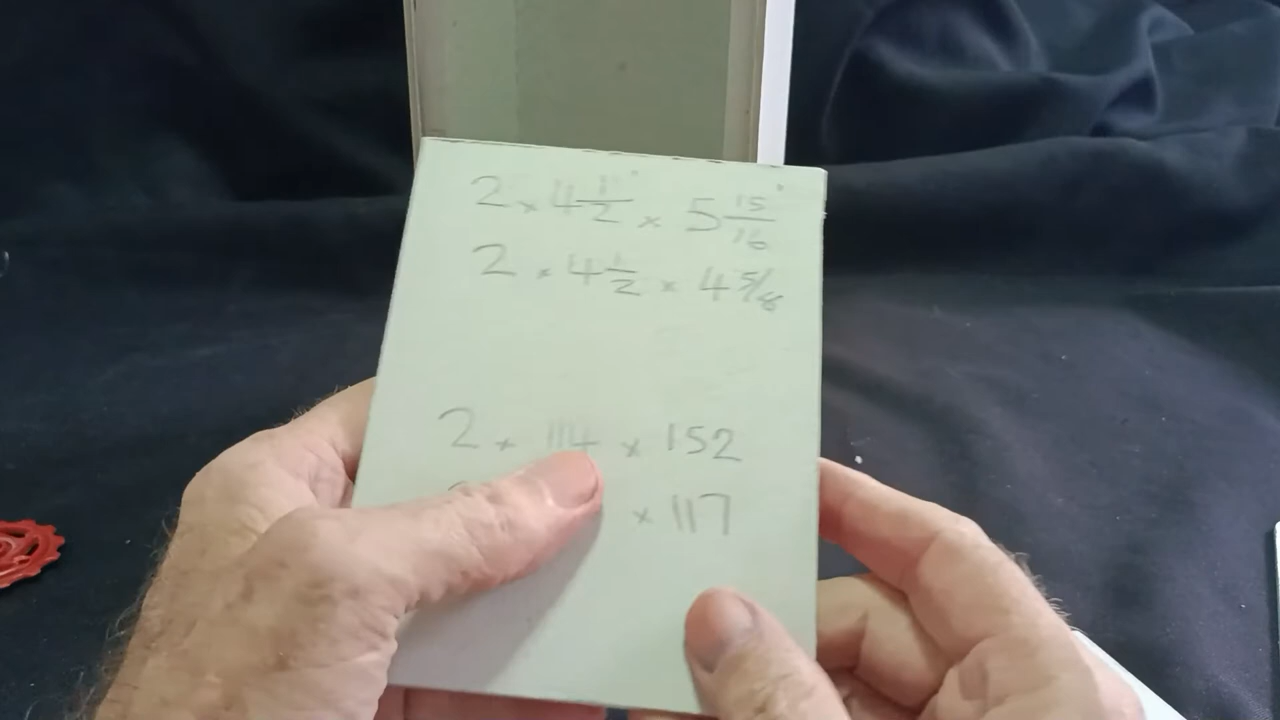 2 x 4 1/2" x 5 15/16"
2 x 4 1/2 x 4 5/8
2 x 114 x 152
x 117